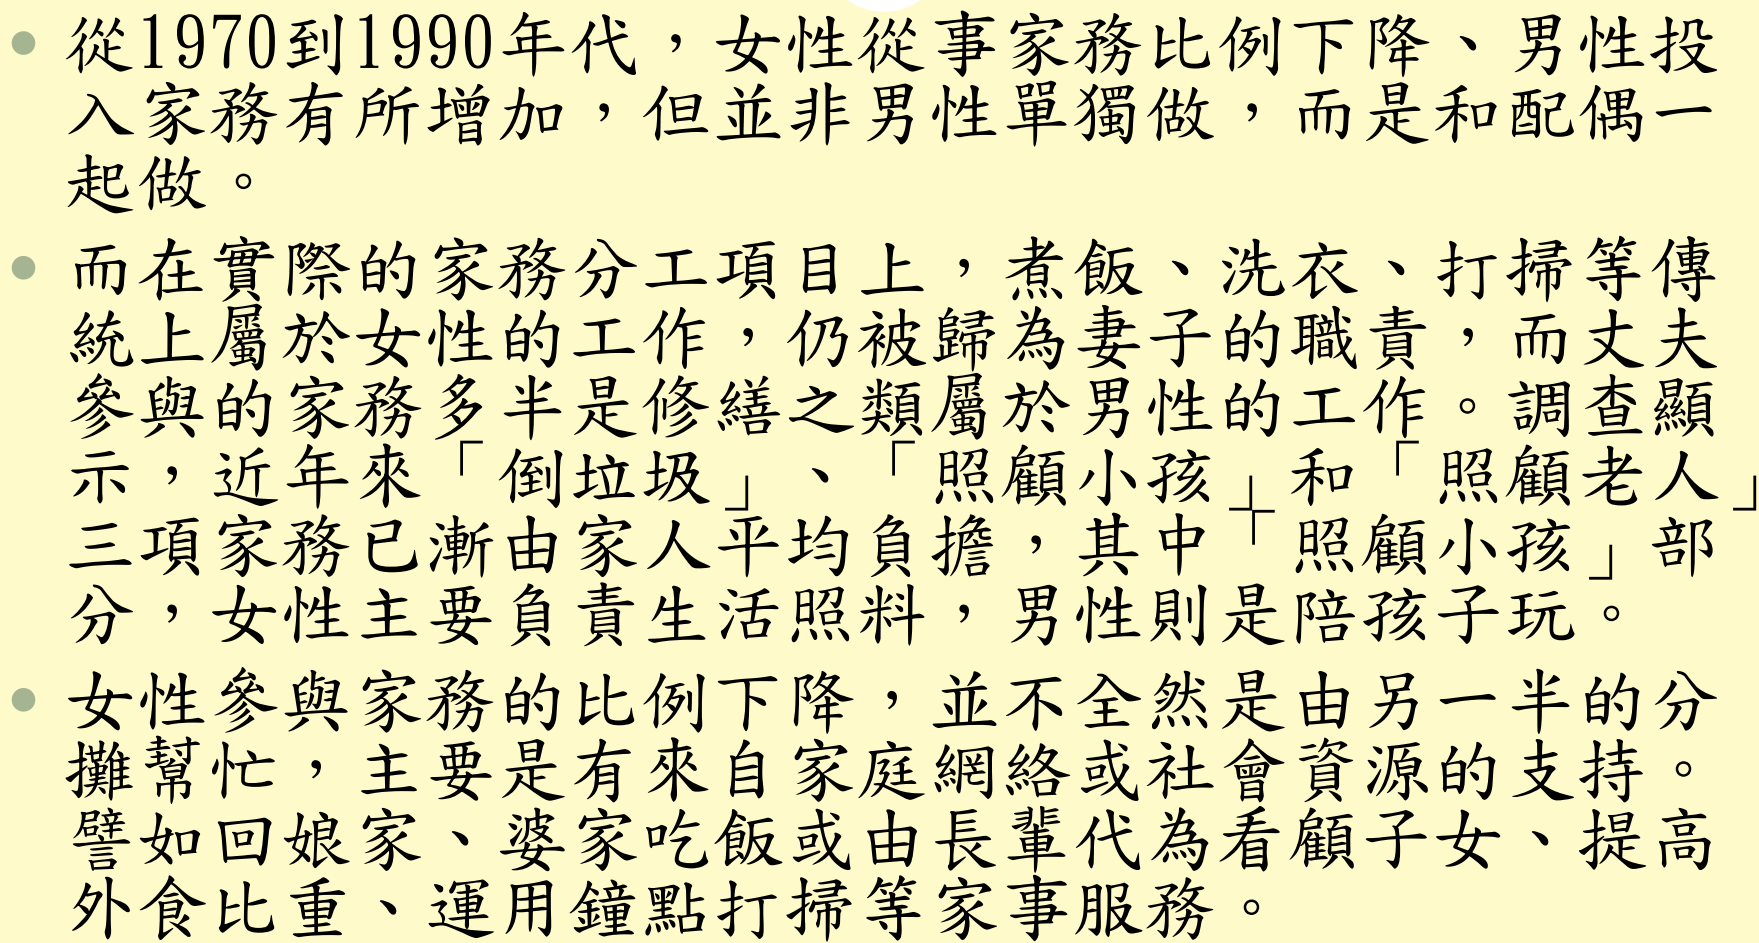 • 從1970到1990年代，女性從事家務比例下降、男性投
入家務有所增加，但並非男性單獨做，而是和配偶一
起做。
• 而在實際的家務分工項目上，煮飯、洗衣、打掃等傳
統上屬於女性的工作，仍被歸為妻子的職責，而丈夫
參與的家務多半是修繕之類屬於男性的工作。調查顯
示，近年來「倒垃圾」、「照顧小孩」和「照顧老人」
三項家務已漸由家人平均負擔，其中「照顧小孩」部
分，女性主要負責生活照料，男性則是陪孩子玩。
• 女性參與家務的比例下降，並不全然是由另一半的分
攤幫忙，主要是有來自家庭網絡或社會資源的支持。
譬如回娘家、婆家吃飯或由長輩代為看顧子女、提高
外食比重、運用鐘點打掃等家事服務。